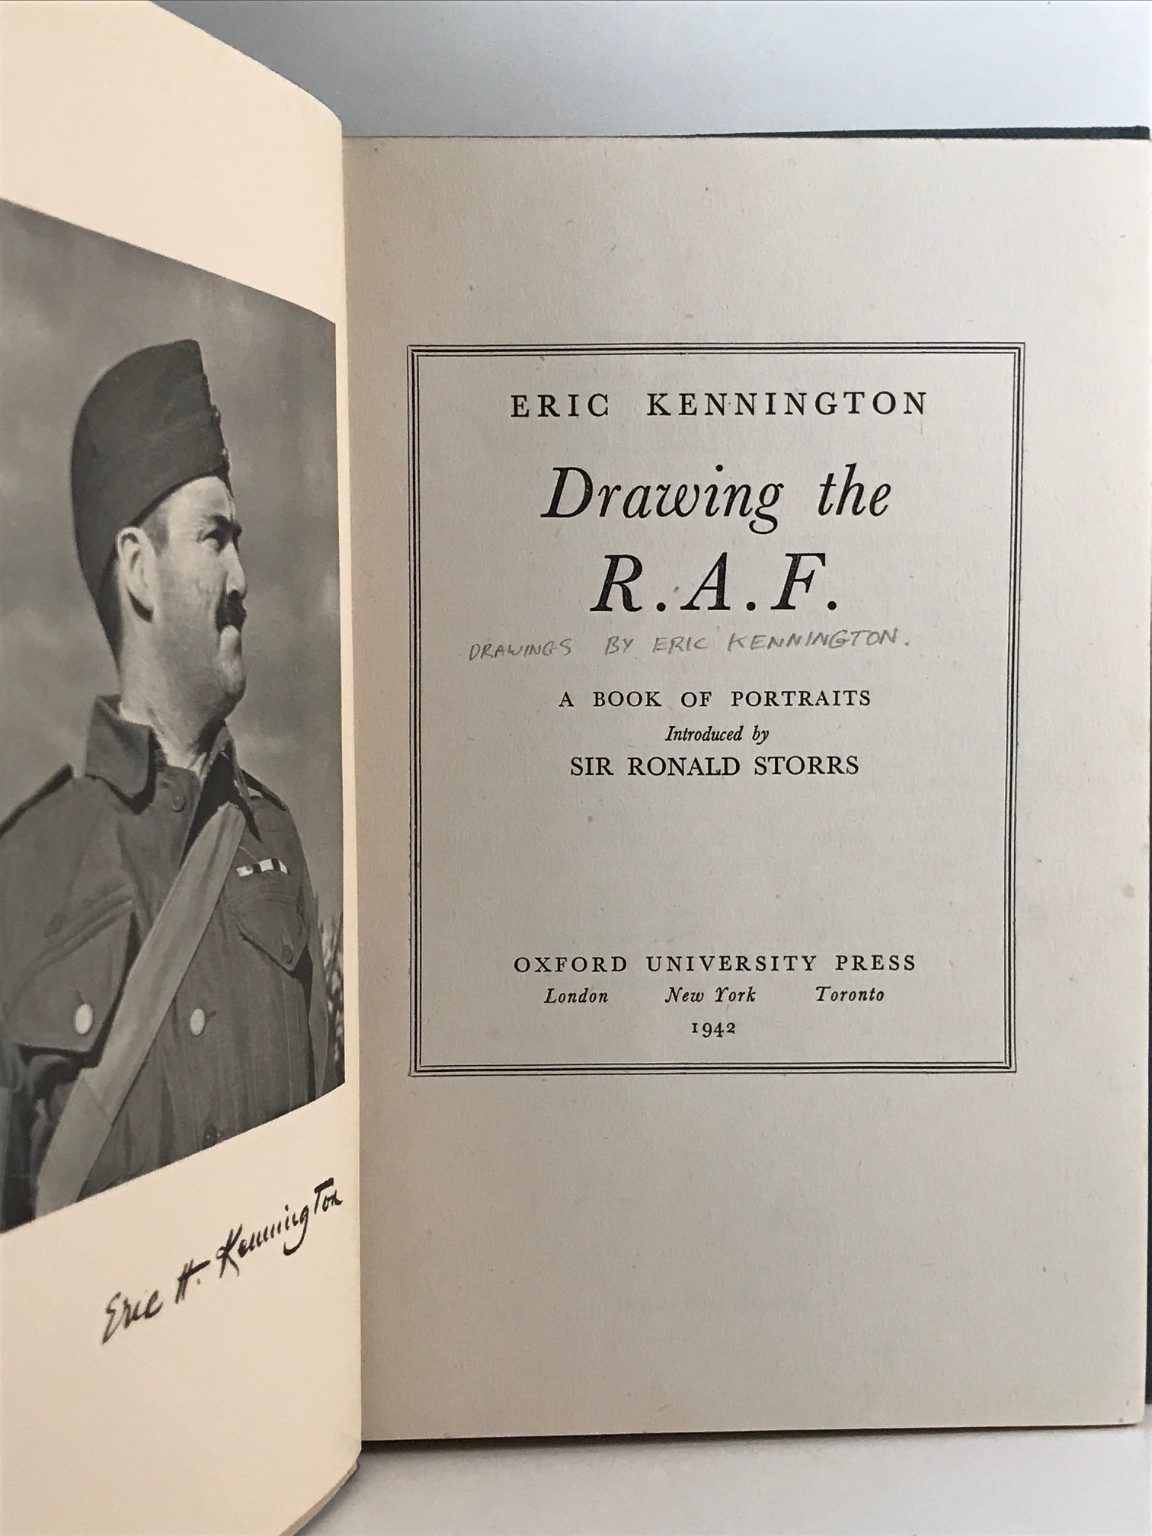 Eric H. Kennington
ERIC KENNINGTON
Drawing the
R.A.F.
DRAWINGS BY ERIC KENNINGTON.
A BOOK OF PORTRAITS
Introduced by
SIR RONALD STORRS
OXFORD UNIVERSITY PRESS
London New York Toronto
1942